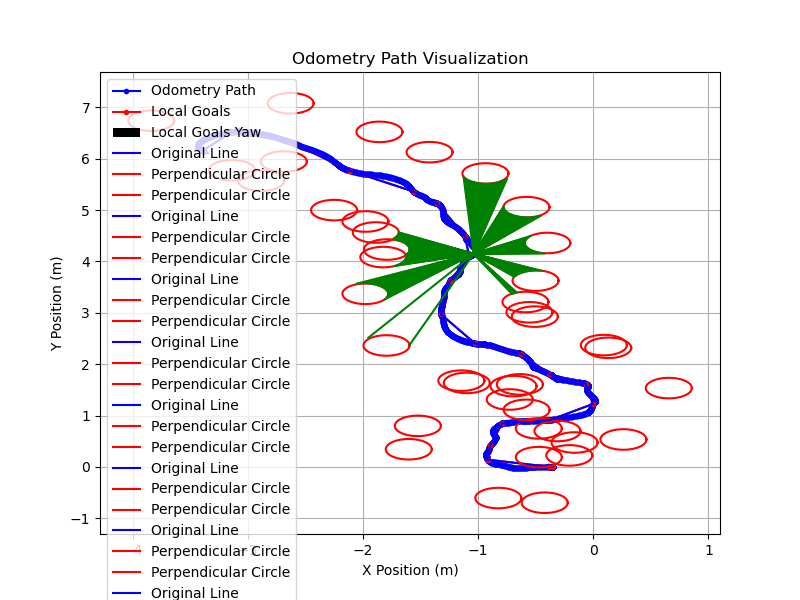 Odometry Path Visualization
Y Position (m)
7
6
5
4
3
2
1
0
−1
Odometry Path
Local Goals
Local Goals Yaw
Original Line
Perpendicular Circle
Perpendicular Circle
Original Line
Perpendicular Circle
Perpendicular Circle
Original Line
Perpendicular Circle
Perpendicular Circle
Original Line
Perpendicular Circle
Perpendicular Circle
Original Line
Perpendicular Circle
Perpendicular Circle
Original Line
Perpendicular Circle
Perpendicular Circle
Original Line
Perpendicular Circle
Perpendicular Circle
Original Line
−4 −3 −2 −1 0 1
X Position (m)